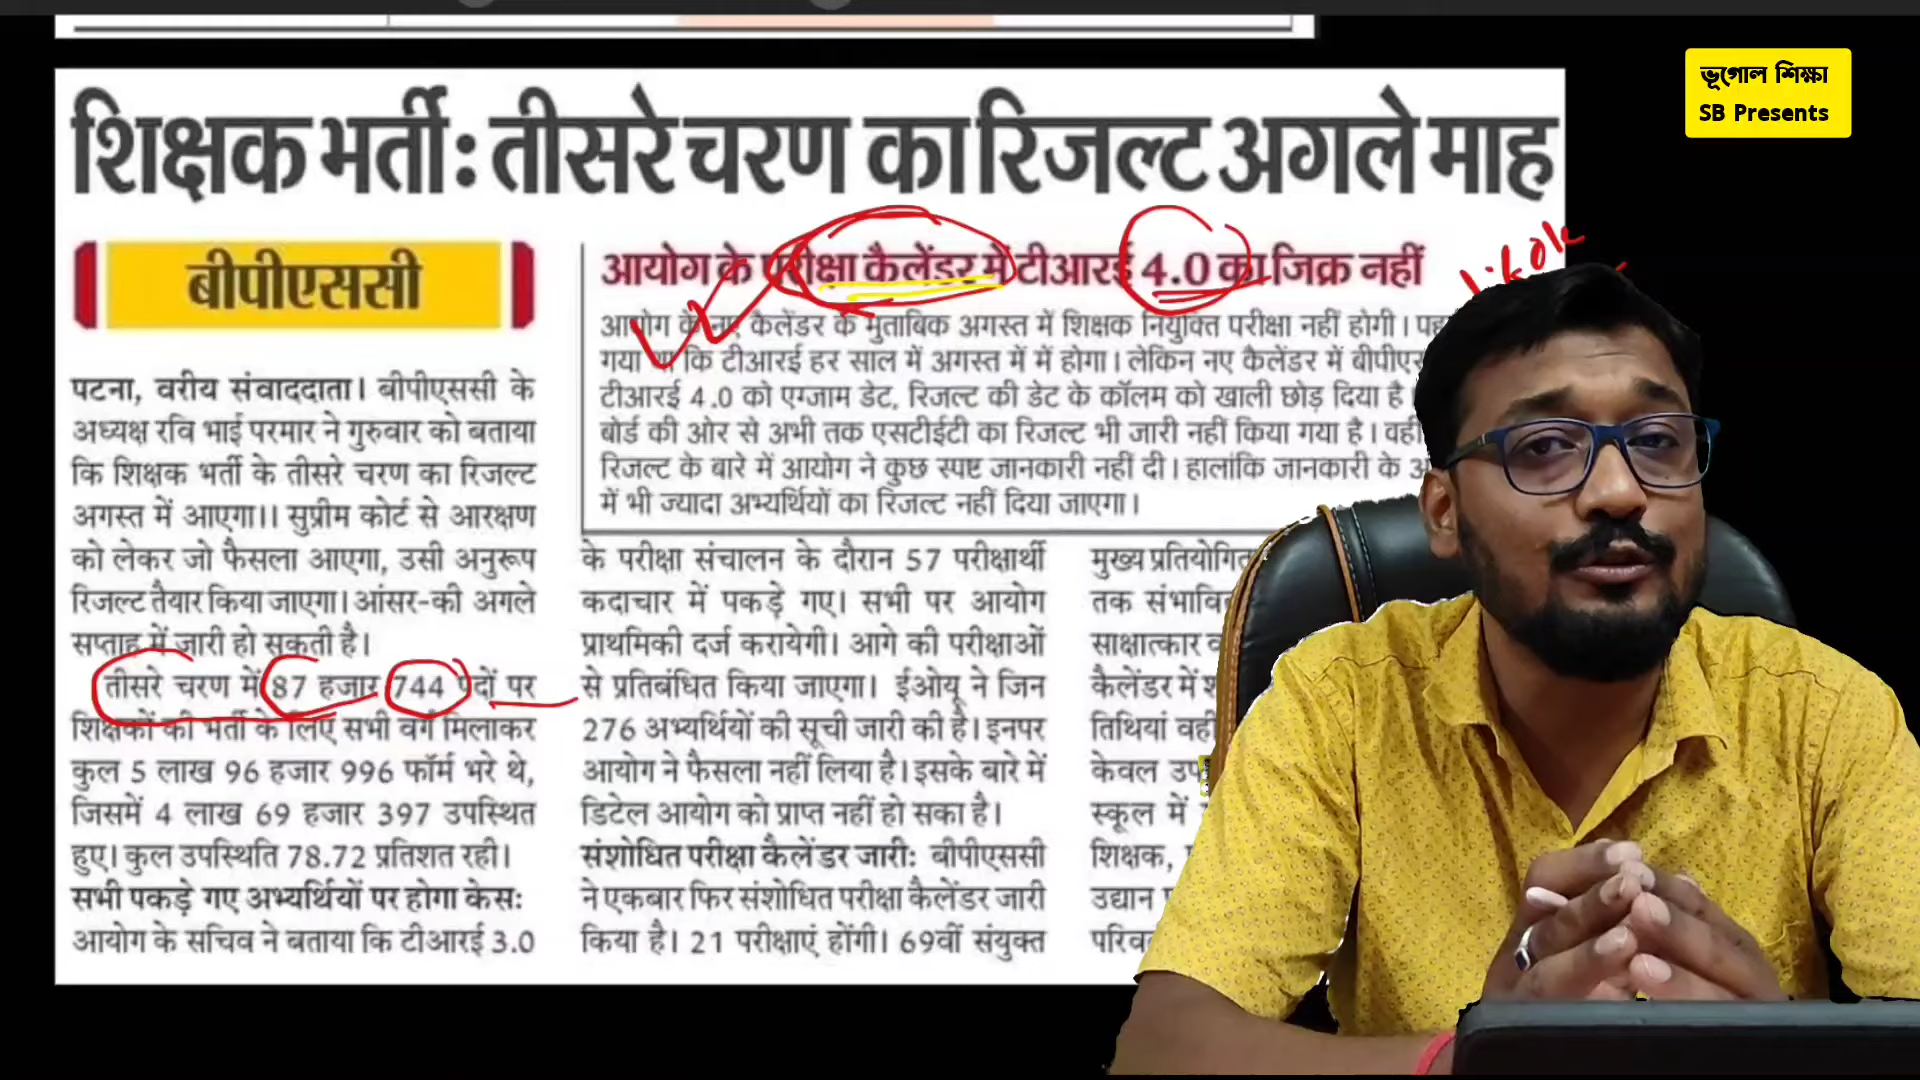 ভূগোল শিক্ষা
SB Presents
शिक्षक भर्ती: तीसरे चरण का रिजल्ट अगले माह
बीपीएससी
पटना, वरीय संवाददाता। बीपीएससी के
अध्यक्ष रवि भाई परमार ने गुरुवार को बताया
कि शिक्षक भर्ती के तीसरे चरण का रिजल्ट
अगस्त में आएगा।। सुप्रीम कोर्ट से आरक्षण
को लेकर जो फैसला आएगा, उसी अनुरूप
रिजल्ट तैयार किया जाएगा। आंसर-की अगले
सप्ताह में जारी हो सकती है।
तीसरे चरण में 87 हजार 744 पदों पर
शिक्षकों की भर्ती के लिए सभी वर्ग मिलाकर
कुल 5 लाख 96 हजार 996 फॉर्म भरे थे,
जिसमें 4 लाख 69 हजार 397 उपस्थित
हुए। कुल उपस्थिति 78.72 प्रतिशत रही।
सभी पकड़े गए अभ्यर्थियों पर होगा केस:
आयोग के सचिव ने बताया कि टीआरई 3.0
आयोग के परीक्षा कैलेंडर में टीआरई 4.0 का जिक्र नहीं
आयोग के नए कैलेंडर के मुताबिक अगस्त में शिक्षक नियुक्ति परीक्षा नहीं होगी।
गया था कि टीआरई हर साल में अगस्त में में होगा। लेकिन नए कैलेंडर में
टीआरई 4.0 को एग्जाम डेट, रिजल्ट की डेट के कॉलम को खाली छोड़ दिया है
बोर्ड की ओर से अभी तक एसटीईटी का रिजल्ट भी जारी नहीं किया गया है। वहीं
रिजल्ट के बारे में आयोग ने कुछ स्पष्ट जानकारी नहीं दी। हालांकि जानकारी के
में भी ज्यादा अभ्यर्थियों का रिजल्ट नहीं दिया जाएगा।
के परीक्षा संचालन के दौरान 57 परीक्षार्थी
कदाचार में पकड़े गए। सभी पर आयोग
प्राथमिकी दर्ज करायेगी। आगे की परीक्षाओं
से प्रतिबंधित किया जाएगा। ईओयू ने जिन
276 अभ्यर्थियों की सूची जारी की है। इनपर
आयोग ने फैसला नहीं लिया है। इसके बारे में
डिटेल आयोग को प्राप्त नहीं हो सका है।
संशोधित परीक्षा कैलेंडर जारी: बीपीएससी
ने एकबार फिर संशोधित परीक्षा कैलेंडर जारी
किया है। 21 परीक्षाएं होंगी। 69वीं संयुक्त
मुख्य
तक
साक्षात्कार
कैलेंडर में
तिथियां वही
केवल
स्कूल में
शिक्षक,
उद्यान